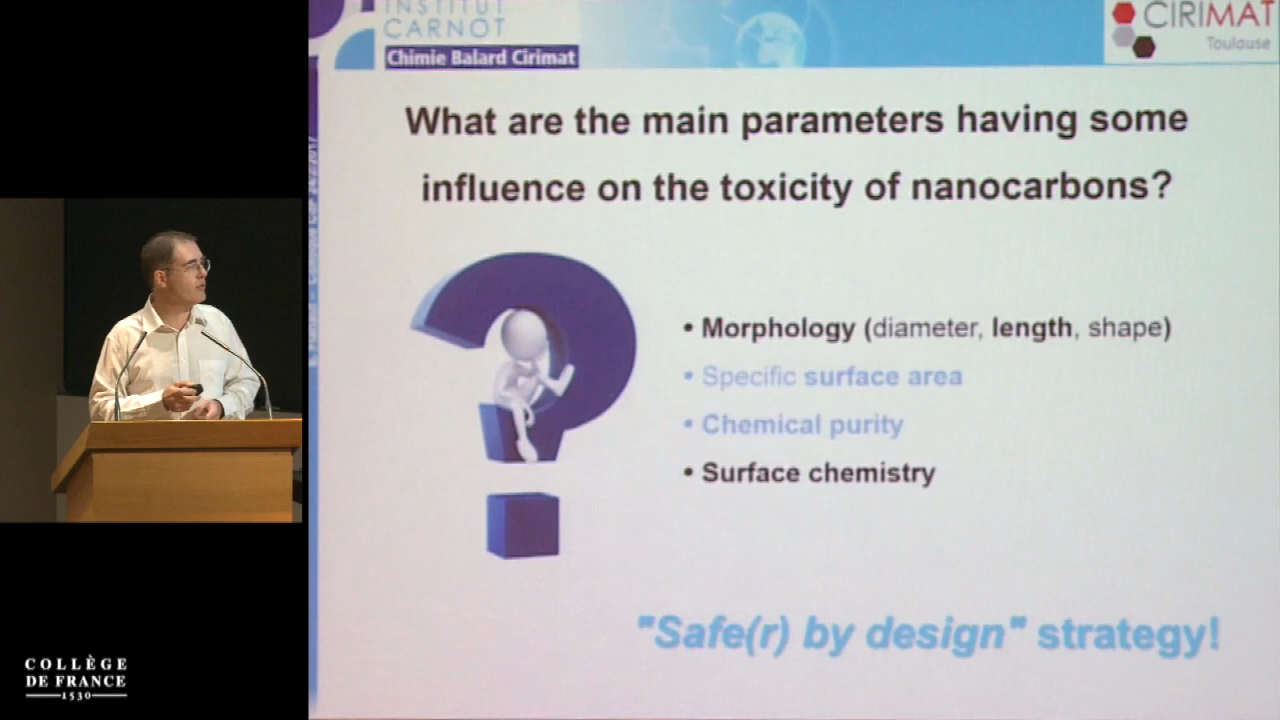 INSTITUT
CARNOT
Chimie Balard Cirimat
CIRIMAT
Toulouse
What are the main parameters having some
influence on the toxicity of nanocarbons?
• Morphology (diameter, length, shape)
• Specific surface area
• Chemical purity
• Surface chemistry
"Safe(r) by design" strategy!
COLLÈGE
DE FRANCE
1530